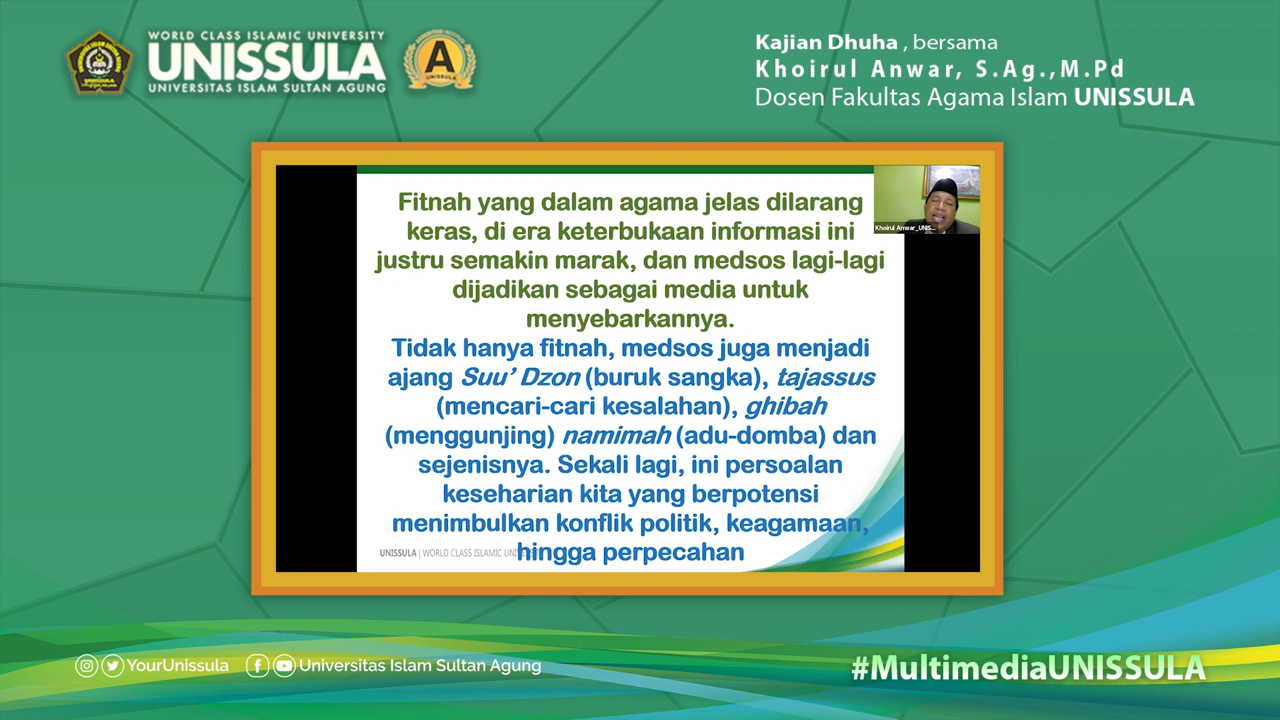 WORLD CLASS ISLAMIC UNIVERSITY
UNISSULA
UNIVERSITAS ISLAM SULTAN AGUNG
A
UNISSULA
Kajian Dhuha , bersama
Khoirul Anwar, S.Ag.,M.Pd
Dosen Fakultas Agama Islam UNISSULA
Fitnah yang dalam agama jelas dilarang
keras, di era keterbukaan informasi ini
justru semakin marak, dan medsos lagi-lagi
dijadikan sebagai media untuk
menyebarkannya.
Tidak hanya fitnah, medsos juga menjadi
ajang Suu’ Dzon (buruk sangka), tajassus
(mencari-cari kesalahan), ghibah
(menggunjing) namimah (adu-domba) dan
sejenisnya. Sekali lagi, ini persoalan
keseharian kita yang berpotensi
menimbulkan konflik politik, keagamaan,
hingga perpecahan
UNISSULA | WORLD CLASS ISLAMIC
Khoirul Anwar_UNIS...
YourUnissula
Universitas Islam Sultan Agung
#MultimediaUNISSULA